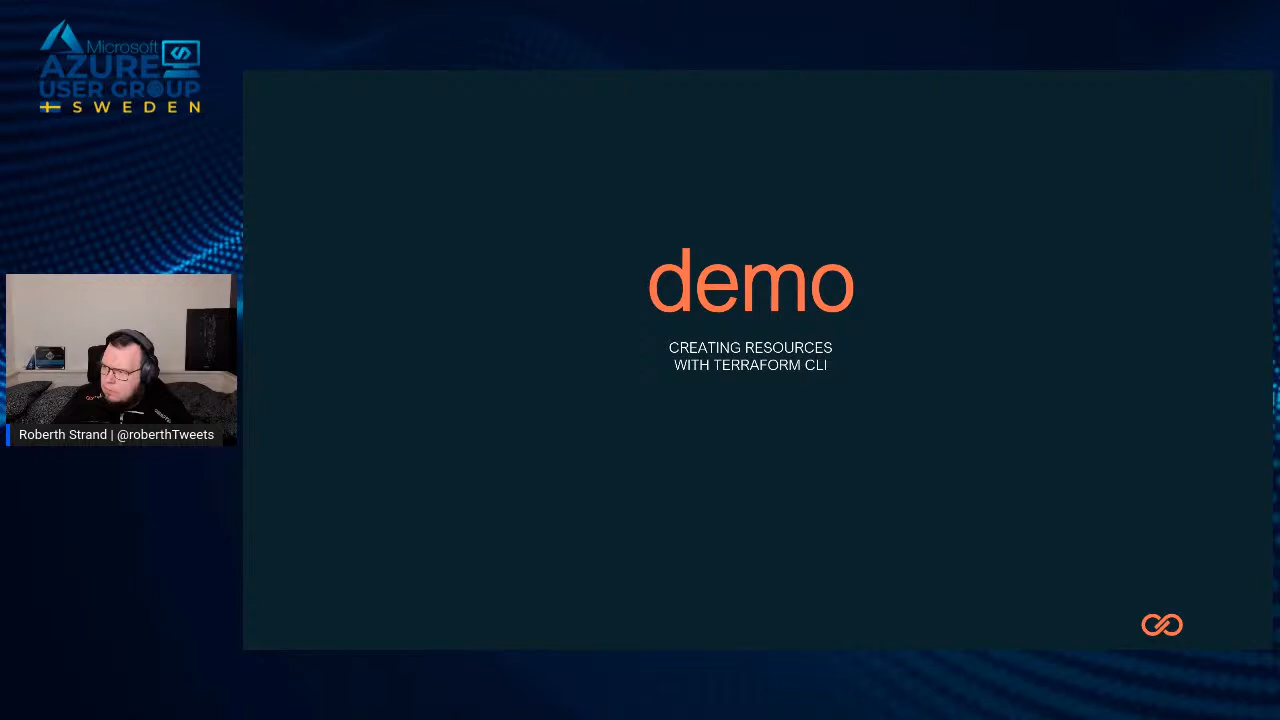 Microsoft
AZURE
USER GROUP
SWEDEN
demo
CREATING RESOURCES
WITH TERRAFORM CLI
Roberth Strand | @roberthTweets